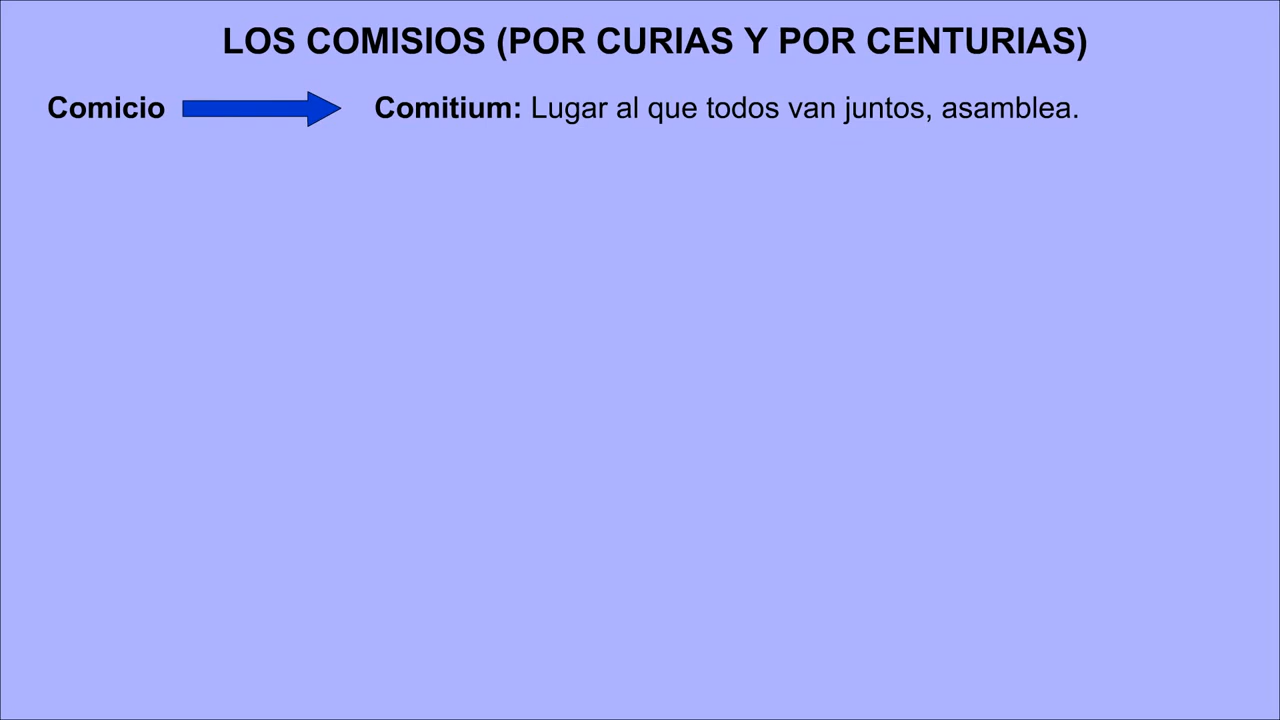 LOS COMISIOS (POR CURIAS Y POR CENTURIAS)
Comicio Comitium: Lugar al que todos van juntos, asamblea.